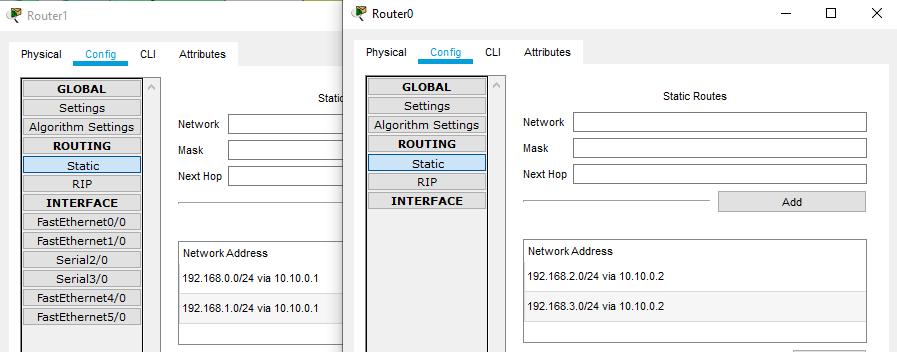 Router1
Physical
Config
CLI
Attributes
GLOBAL
Settings
Algorithm Settings
ROUTING
Static
RIP
INTERFACE
FastEthernet0/0
FastEthernet1/0
Serial2/0
Serial3/0
FastEthernet4/0
FastEthernet5/0
Static
Network
Mask
Next Hop
Network Address
192.168.0.0/24 via 10.10.0.1
192.168.1.0/24 via 10.10.0.1
Router0
Physical
Config
CLI
Attributes
GLOBAL
Settings
Algorithm Settings
ROUTING
Static
RIP
INTERFACE
Static Routes
Network
Mask
Next Hop
Add
Network Address
192.168.2.0/24 via 10.10.0.2
192.168.3.0/24 via 10.10.0.2